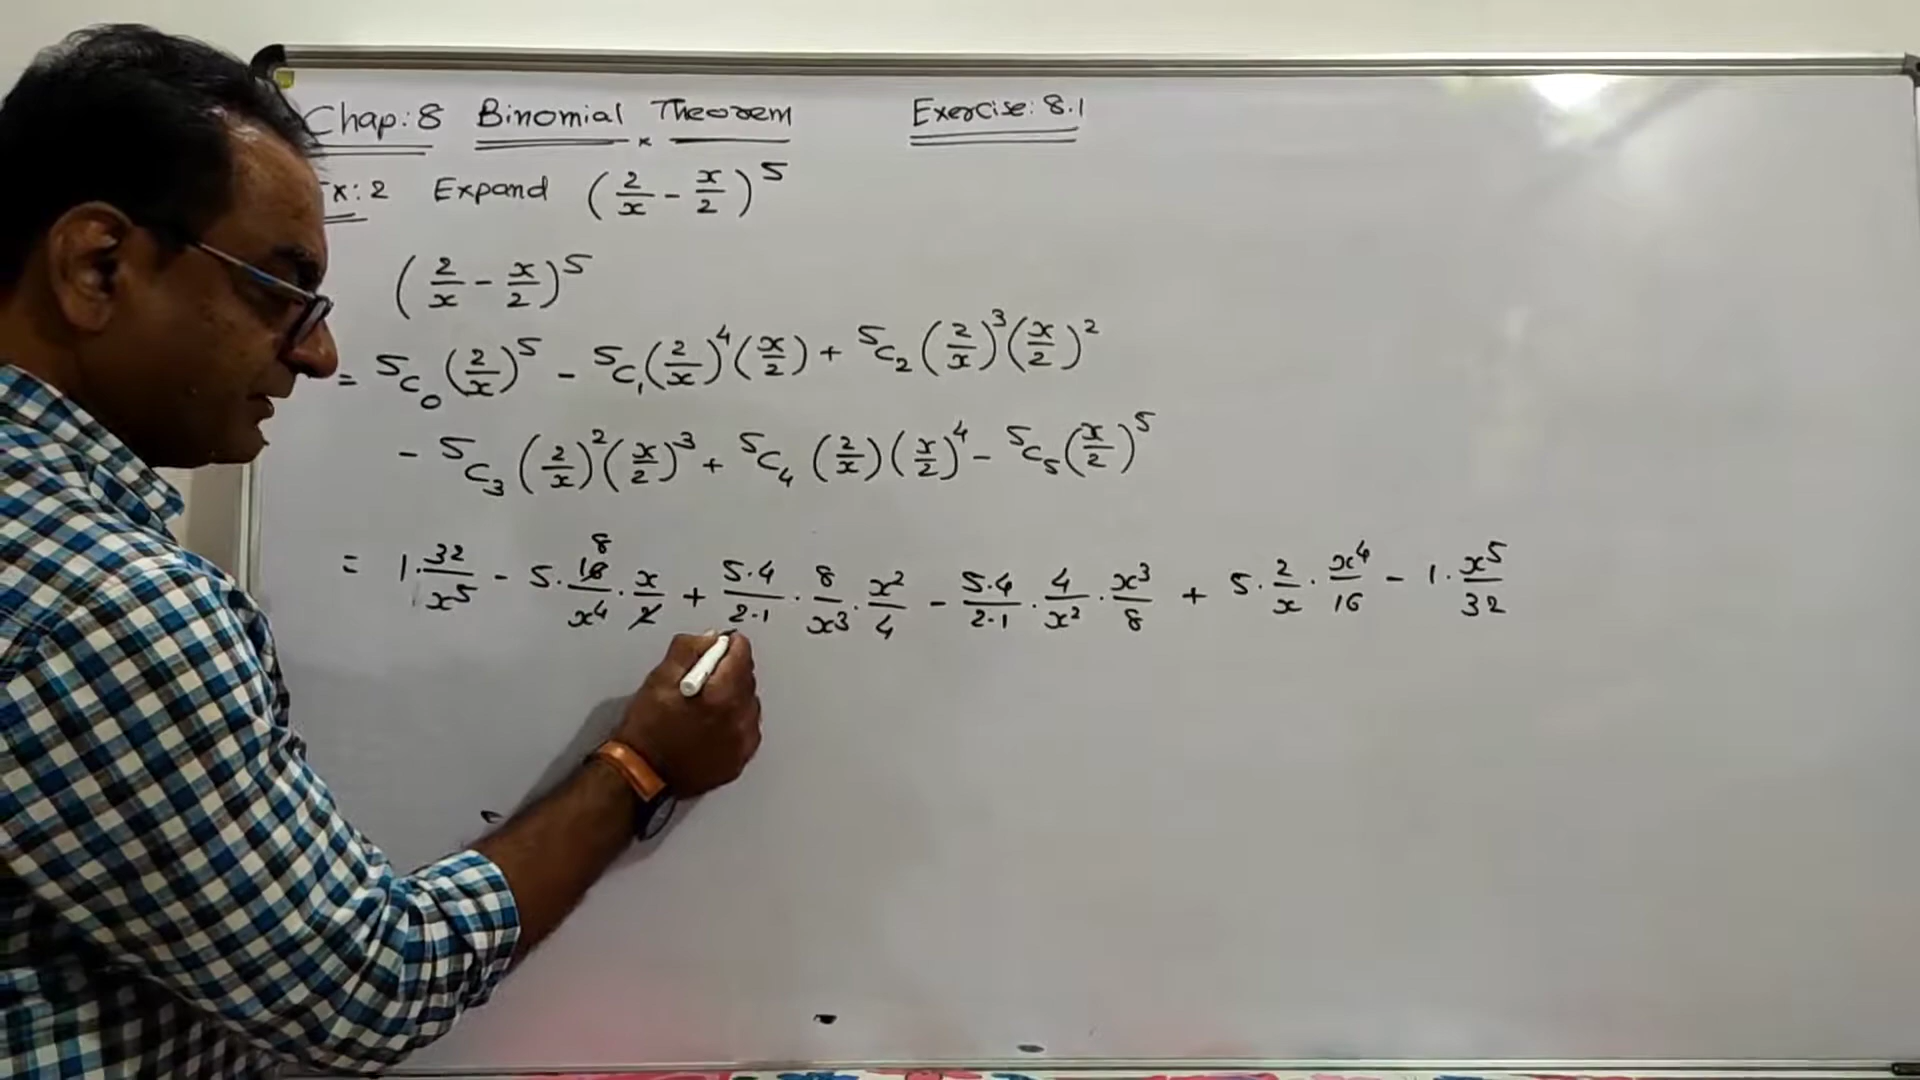 Chap: 8 Binomial Theorem Exercise: 8.1
Ex: 2 Expand (2/x - x/2)^5
(2/x - x/2)^5
= ⁵C₀ (2/x)^5 - ⁵C₁ (2/x)^4 (x/2) + ⁵C₂ (2/x)^3 (x/2)^2
- ⁵C₃ (2/x)^2 (x/2)^3 + ⁵C₄ (2/x) (x/2)^4 - ⁵C₅ (x/2)^5
8
= 1 · 32/x^5 - 5 · 16/x^4 · x/2 + 5·4/2·1 · 8/x^3 · x^2/4 - 5·4/2·1 · 4/x^2 · x^3/8 + 5 · 2/x · x^4/16 - 1 · x^5/32